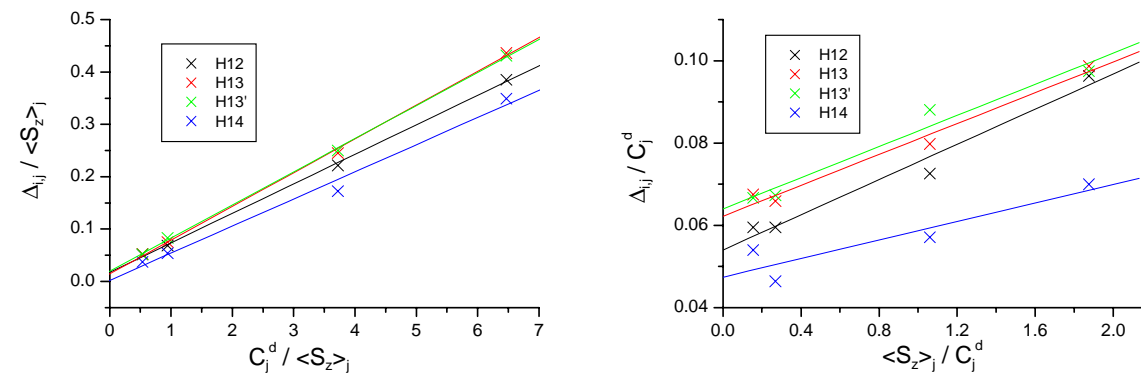 0.5
0.4
0.3
0.2
0.1
0.0
Δi,j / <Sz>j
H12
H13
H13'
H14
0 1 2 3 4 5 6 7
Cjd / <Sz>j
0.10
0.08
0.06
0.04
Δi,j / Cjd
H12
H13
H13'
H14
0.0 0.4 0.8 1.2 1.6 2.0
<Sz>j / Cjd